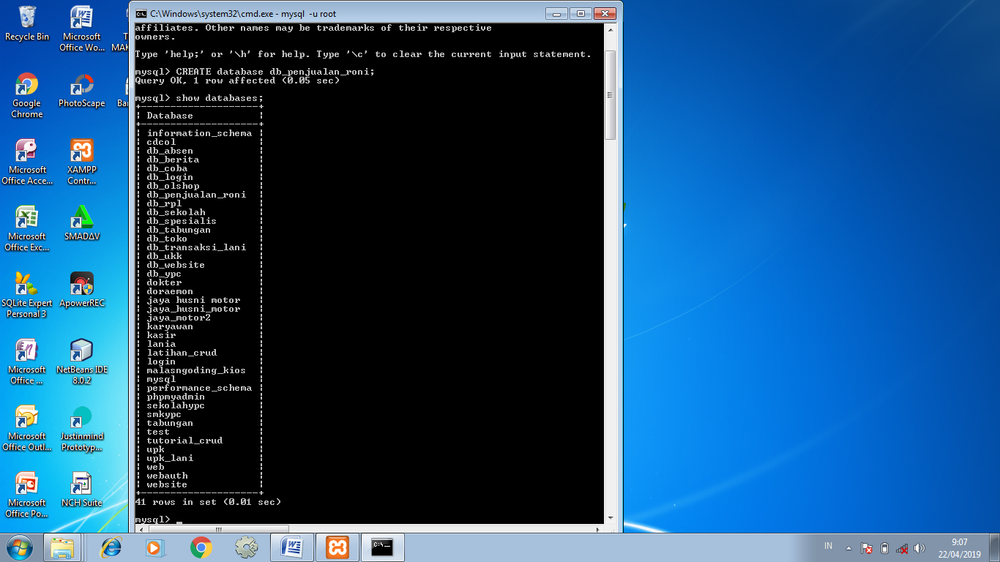 Recycle Bin
Microsoft
Office Wo...
T
MAK
Google
Chrome
PhotoScape
Ba
Microsoft
Office Acce...
XAMPP
Contr...
Microsoft
Office Exc...
SMADΔV
SQLite Expert
Personal 3
ApowerREC
Microsoft
Office ...
NetBeans IDE
8.0.2
Microsoft
Office Outl...
Justinmind
Prototyp...
Microsoft
Office Po...
NCH Suite
C:\Windows\system32\cmd.exe - mysql  -u root
affiliates. Other names may be trademarks of their respective
owners.
Type 'help;' or '\h' for help. Type '\c' to clear the current input statement.
mysql> CREATE database db_penjualan_roni;
Query OK, 1 row affected (0.05 sec)
mysql> show databases;
+--------------------+
| Database           |
+--------------------+
| information_schema |
| cdcol              |
| db_absen           |
| db_berita          |
| db_coba            |
| db_login           |
| db_olshop          |
| db_penjualan_roni  |
| db_rpl             |
| db_sekolah         |
| db_spesialis       |
| db_tabungan        |
| db_toko            |
| db_transaksi_lani  |
| db_ukk             |
| db_website         |
| db_ypc             |
| dokter             |
| doraemon           |
| jaya husni motor   |
| jaya_husni_motor   |
| jaya_motor2        |
| karyawan           |
| kasir              |
| lania              |
| latihan_crud       |
| login              |
| malasngoding_kios  |
| mysql              |
| performance_schema |
| phpmyadmin         |
| sekolahypc         |
| smkypc             |
| tabungan           |
| test               |
| tutorial_crud      |
| upk                |
| upk_lani           |
| web                |
| webauth            |
| website            |
+--------------------+
41 rows in set (0.01 sec)
mysql> _
IN
9:07
22/04/2019